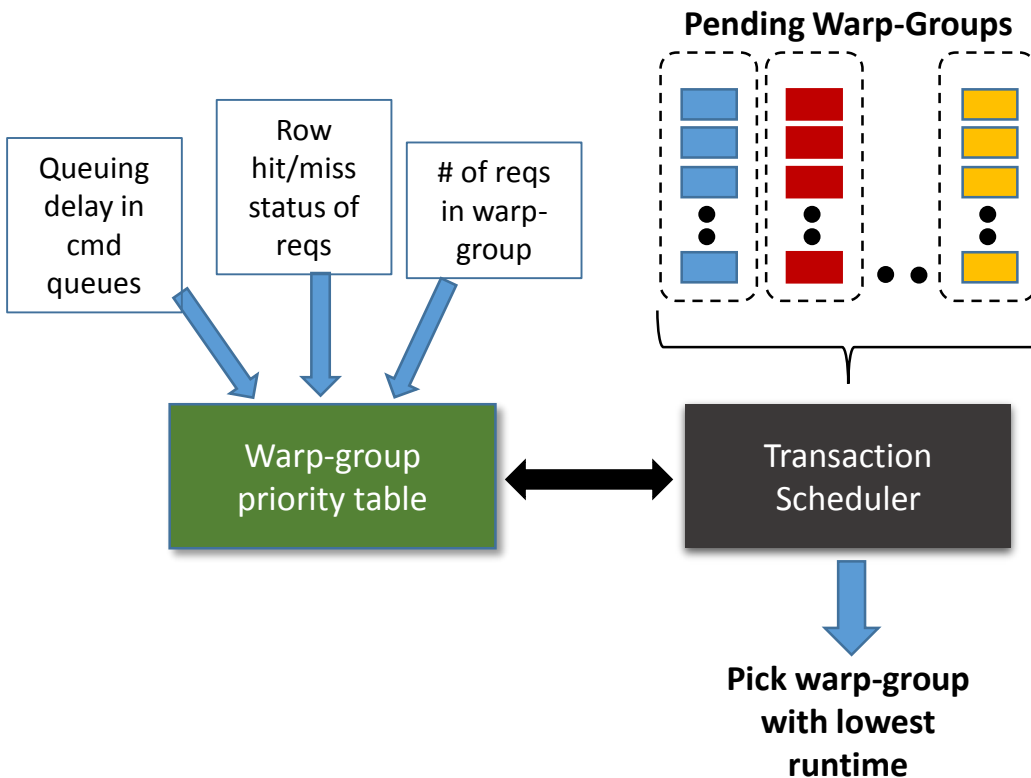 Pending Warp-Groups
Queuing
delay in
cmd
queues
Row
hit/miss
status of
reqs
# of reqs
in warp-
group
Warp-group
priority table
Transaction
Scheduler
Pick warp-group
with lowest
runtime